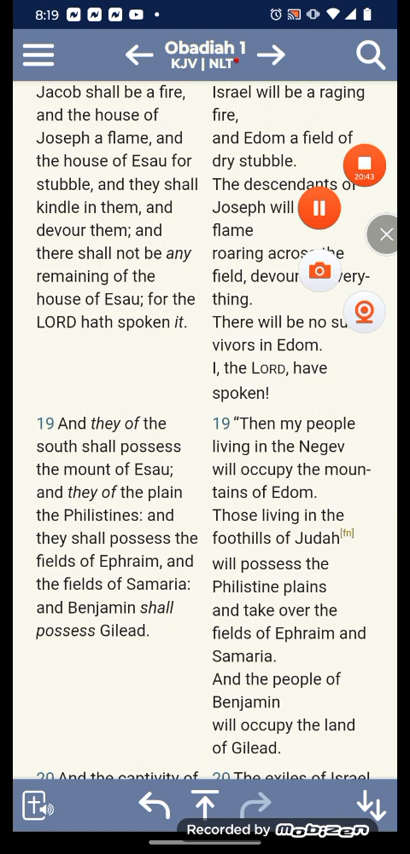 8:19
Obadiah 1
KJV | NLT
Jacob shall be a fire,
and the house of
Joseph a flame, and
the house of Esau for
stubble, and they shall
kindle in them, and
devour them; and
there shall not be any
remaining of the
house of Esau; for the
LORD hath spoken it.
Israel will be a raging
fire,
and Edom a field of
dry stubble.
The descendants of
Joseph will
flame
roaring across the
field, devour very-
thing.
There will be no su
vivors in Edom.
I, the LORD, have
spoken!
20:43
19 And they of the
south shall possess
the mount of Esau;
and they of the plain
the Philistines: and
they shall possess the
fields of Ephraim, and
the fields of Samaria:
and Benjamin shall
possess Gilead.
19 “Then my people
living in the Negev
will occupy the moun-
tains of Edom.
Those living in the
foothills of Judah[fn]
will possess the
Philistine plains
and take over the
fields of Ephraim and
Samaria.
And the people of
Benjamin
will occupy the land
of Gilead.
20 And the captivity of
20 The exiles of Israel
Recorded by mobizen